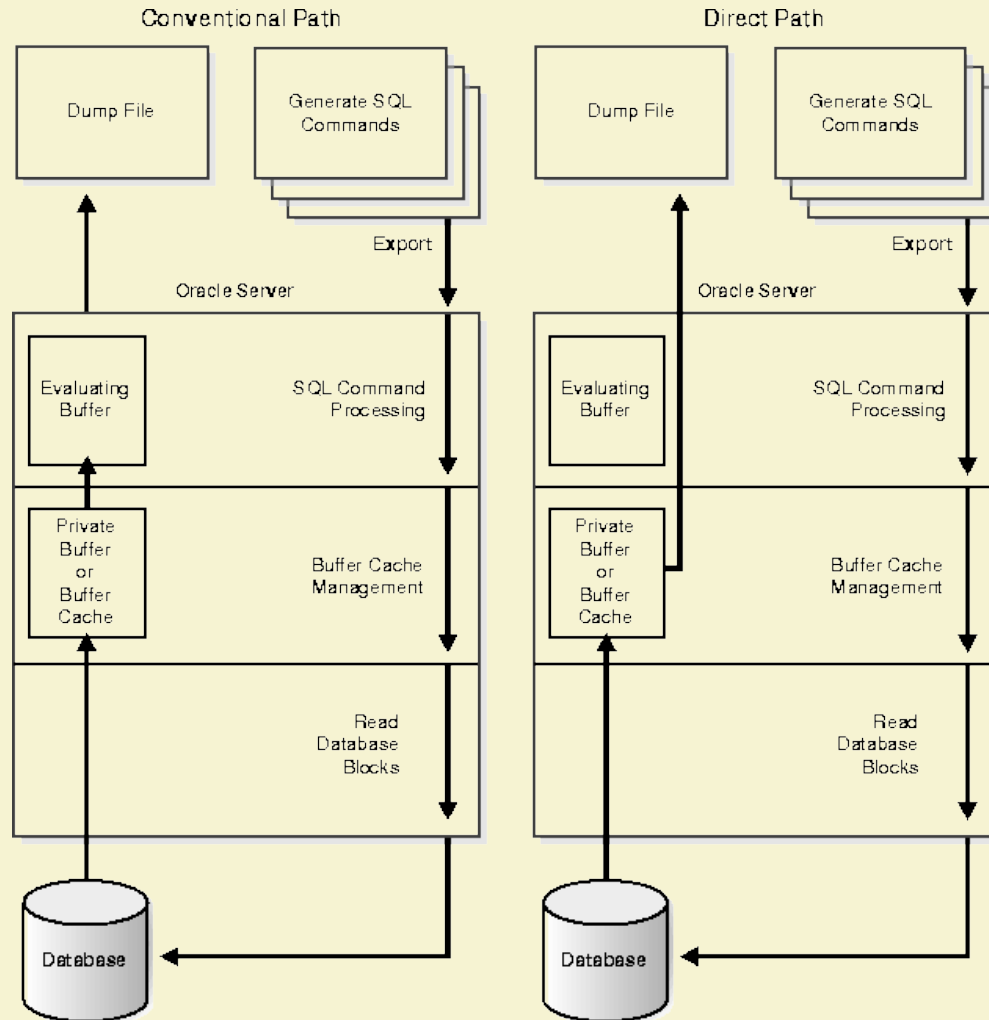 Conventional Path
Dump File
Generate SQL
Commands
Export
Oracle Server
Evaluating
Buffer
SQL Command
Processing
Private
Buffer
or
Buffer
Cache
Buffer Cache
Management
Read
Database
Blocks
Database
Direct Path
Dump File
Generate SQL
Commands
Export
Oracle Server
Evaluating
Buffer
SQL Command
Processing
Private
Buffer
or
Buffer
Cache
Buffer Cache
Management
Read
Database
Blocks
Database